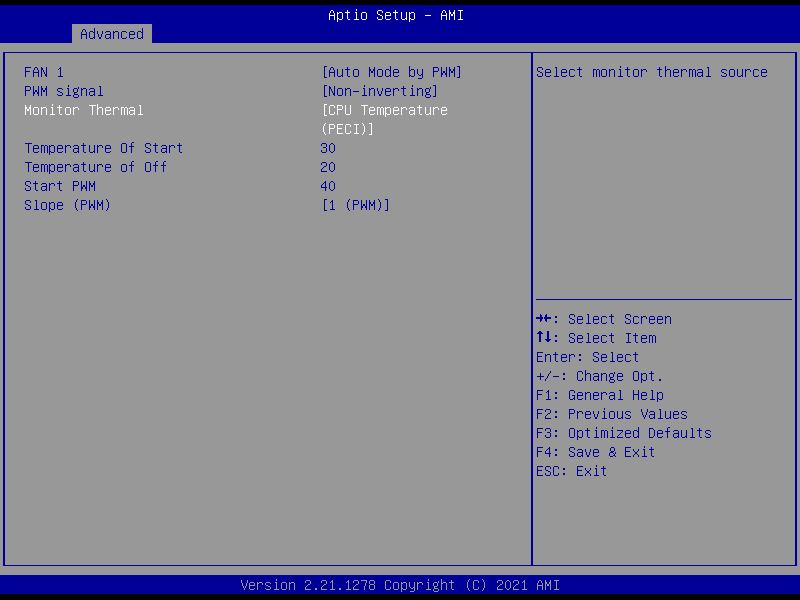 Aptio Setup - AMI
Advanced
FAN 1 [Auto Mode by PWM]
PWM signal [Non-inverting]
Monitor Thermal [CPU Temperature
(PECI)]
Temperature Of Start 30
Temperature of Off 20
Start PWM 40
Slope (PWM) [1 (PWM)]
Select monitor thermal source
→←: Select Screen
↑↓: Select Item
Enter: Select
+/-: Change Opt.
F1: General Help
F2: Previous Values
F3: Optimized Defaults
F4: Save & Exit
ESC: Exit
Version 2.21.1278 Copyright (C) 2021 AMI